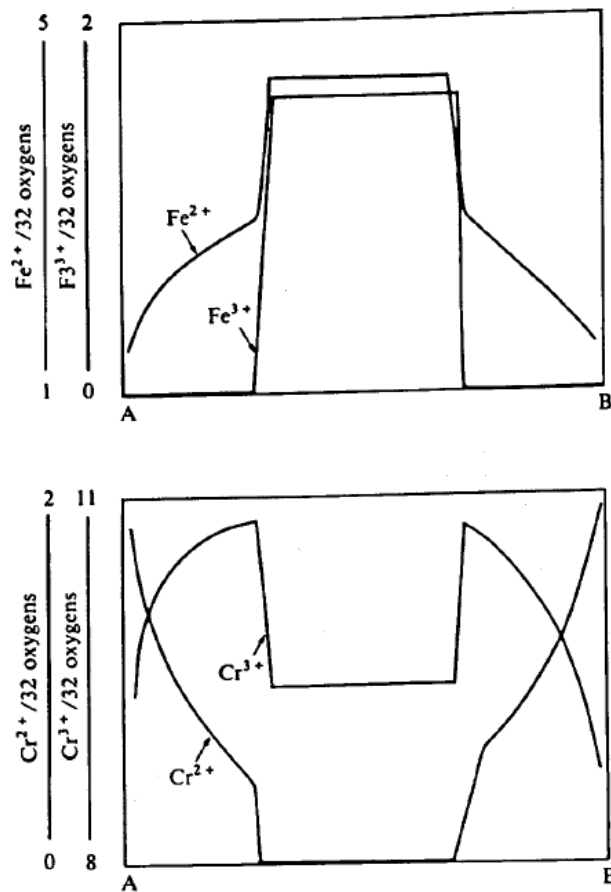 5 2
Fe²⁺/32 oxygens
F3³⁺/32 oxygens
Fe²⁺
Fe³⁺
1 0
A B
2 11
Cr²⁺/32 oxygens
Cr³⁺/32 oxygens
Cr³⁺
Cr²⁺
0 8
A B